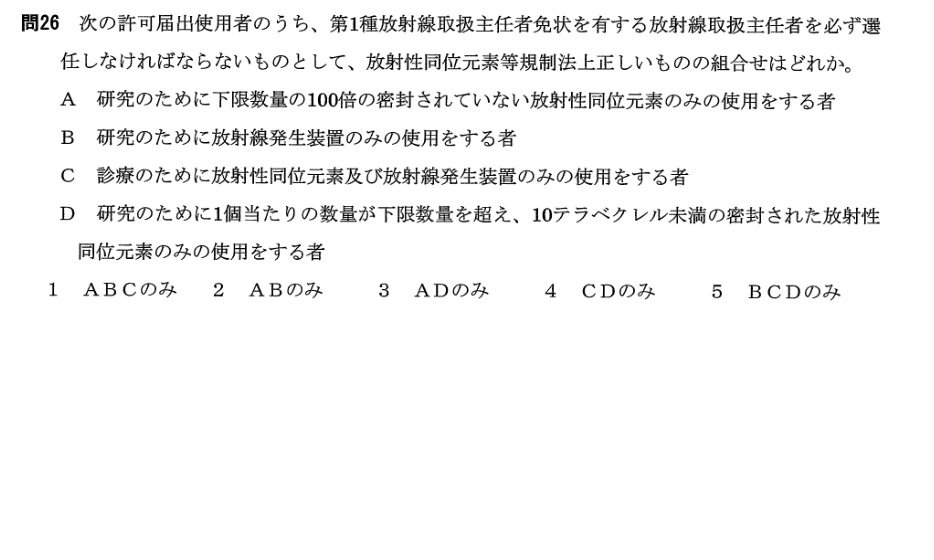 問26 次の許可届出使用者のうち、第1種放射線取扱主任者免状を有する放射線取扱主任者を必ず選
任しなければならないものとして、放射性同位元素等規制法上正しいものの組合せはどれか。
A 研究のために下限数量の100倍の密封されていない放射性同位元素のみの使用をする者
B 研究のために放射線発生装置のみの使用をする者
C 診療のために放射性同位元素及び放射線発生装置のみの使用をする者
D 研究のために1個当たりの数量が下限数量を超え、10テラベクレル未満の密封された放射性
同位元素のみの使用をする者
1 ABCのみ 2 ABのみ 3 ADのみ 4 CDのみ 5 BCDのみ